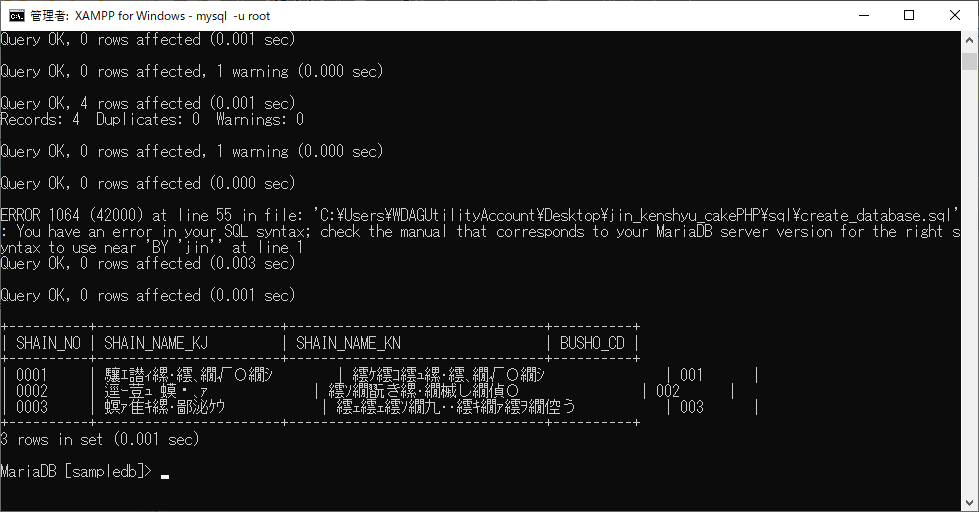 管理者: XAMPP for Windows - mysql -u root
Query OK, 0 rows affected (0.001 sec)
Query OK, 0 rows affected, 1 warning (0.000 sec)
Query OK, 4 rows affected (0.001 sec)
Records: 4  Duplicates: 0  Warnings: 0
Query OK, 0 rows affected, 1 warning (0.000 sec)
Query OK, 0 rows affected (0.000 sec)
ERROR 1064 (42000) at line 55 in file: 'C:¥Users¥WDAGUtilityAccount¥Desktop¥jin_kenshyu_cakePHP¥sql¥create_database.sql'
: You have an error in your SQL syntax; check the manual that corresponds to your MariaDB server version for the right s
yntax to use near 'BY 'jin'' at line 1
Query OK, 0 rows affected (0.003 sec)
Query OK, 0 rows affected (0.001 sec)
| SHAIN_NO | SHAIN_NAME_KJ | SHAIN_NAME_KN | BUSHO_CD |
| 0001 | | 001 |
| 0002 | | 002 |
| 0003 | | 003 |
3 rows in set (0.001 sec)
MariaDB [sampledb]>